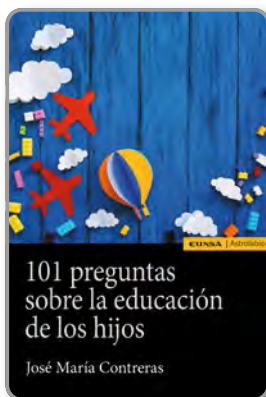 EUNSA | Astrolabio
101 preguntas
sobre la educación
de los hijos
José María Contreras